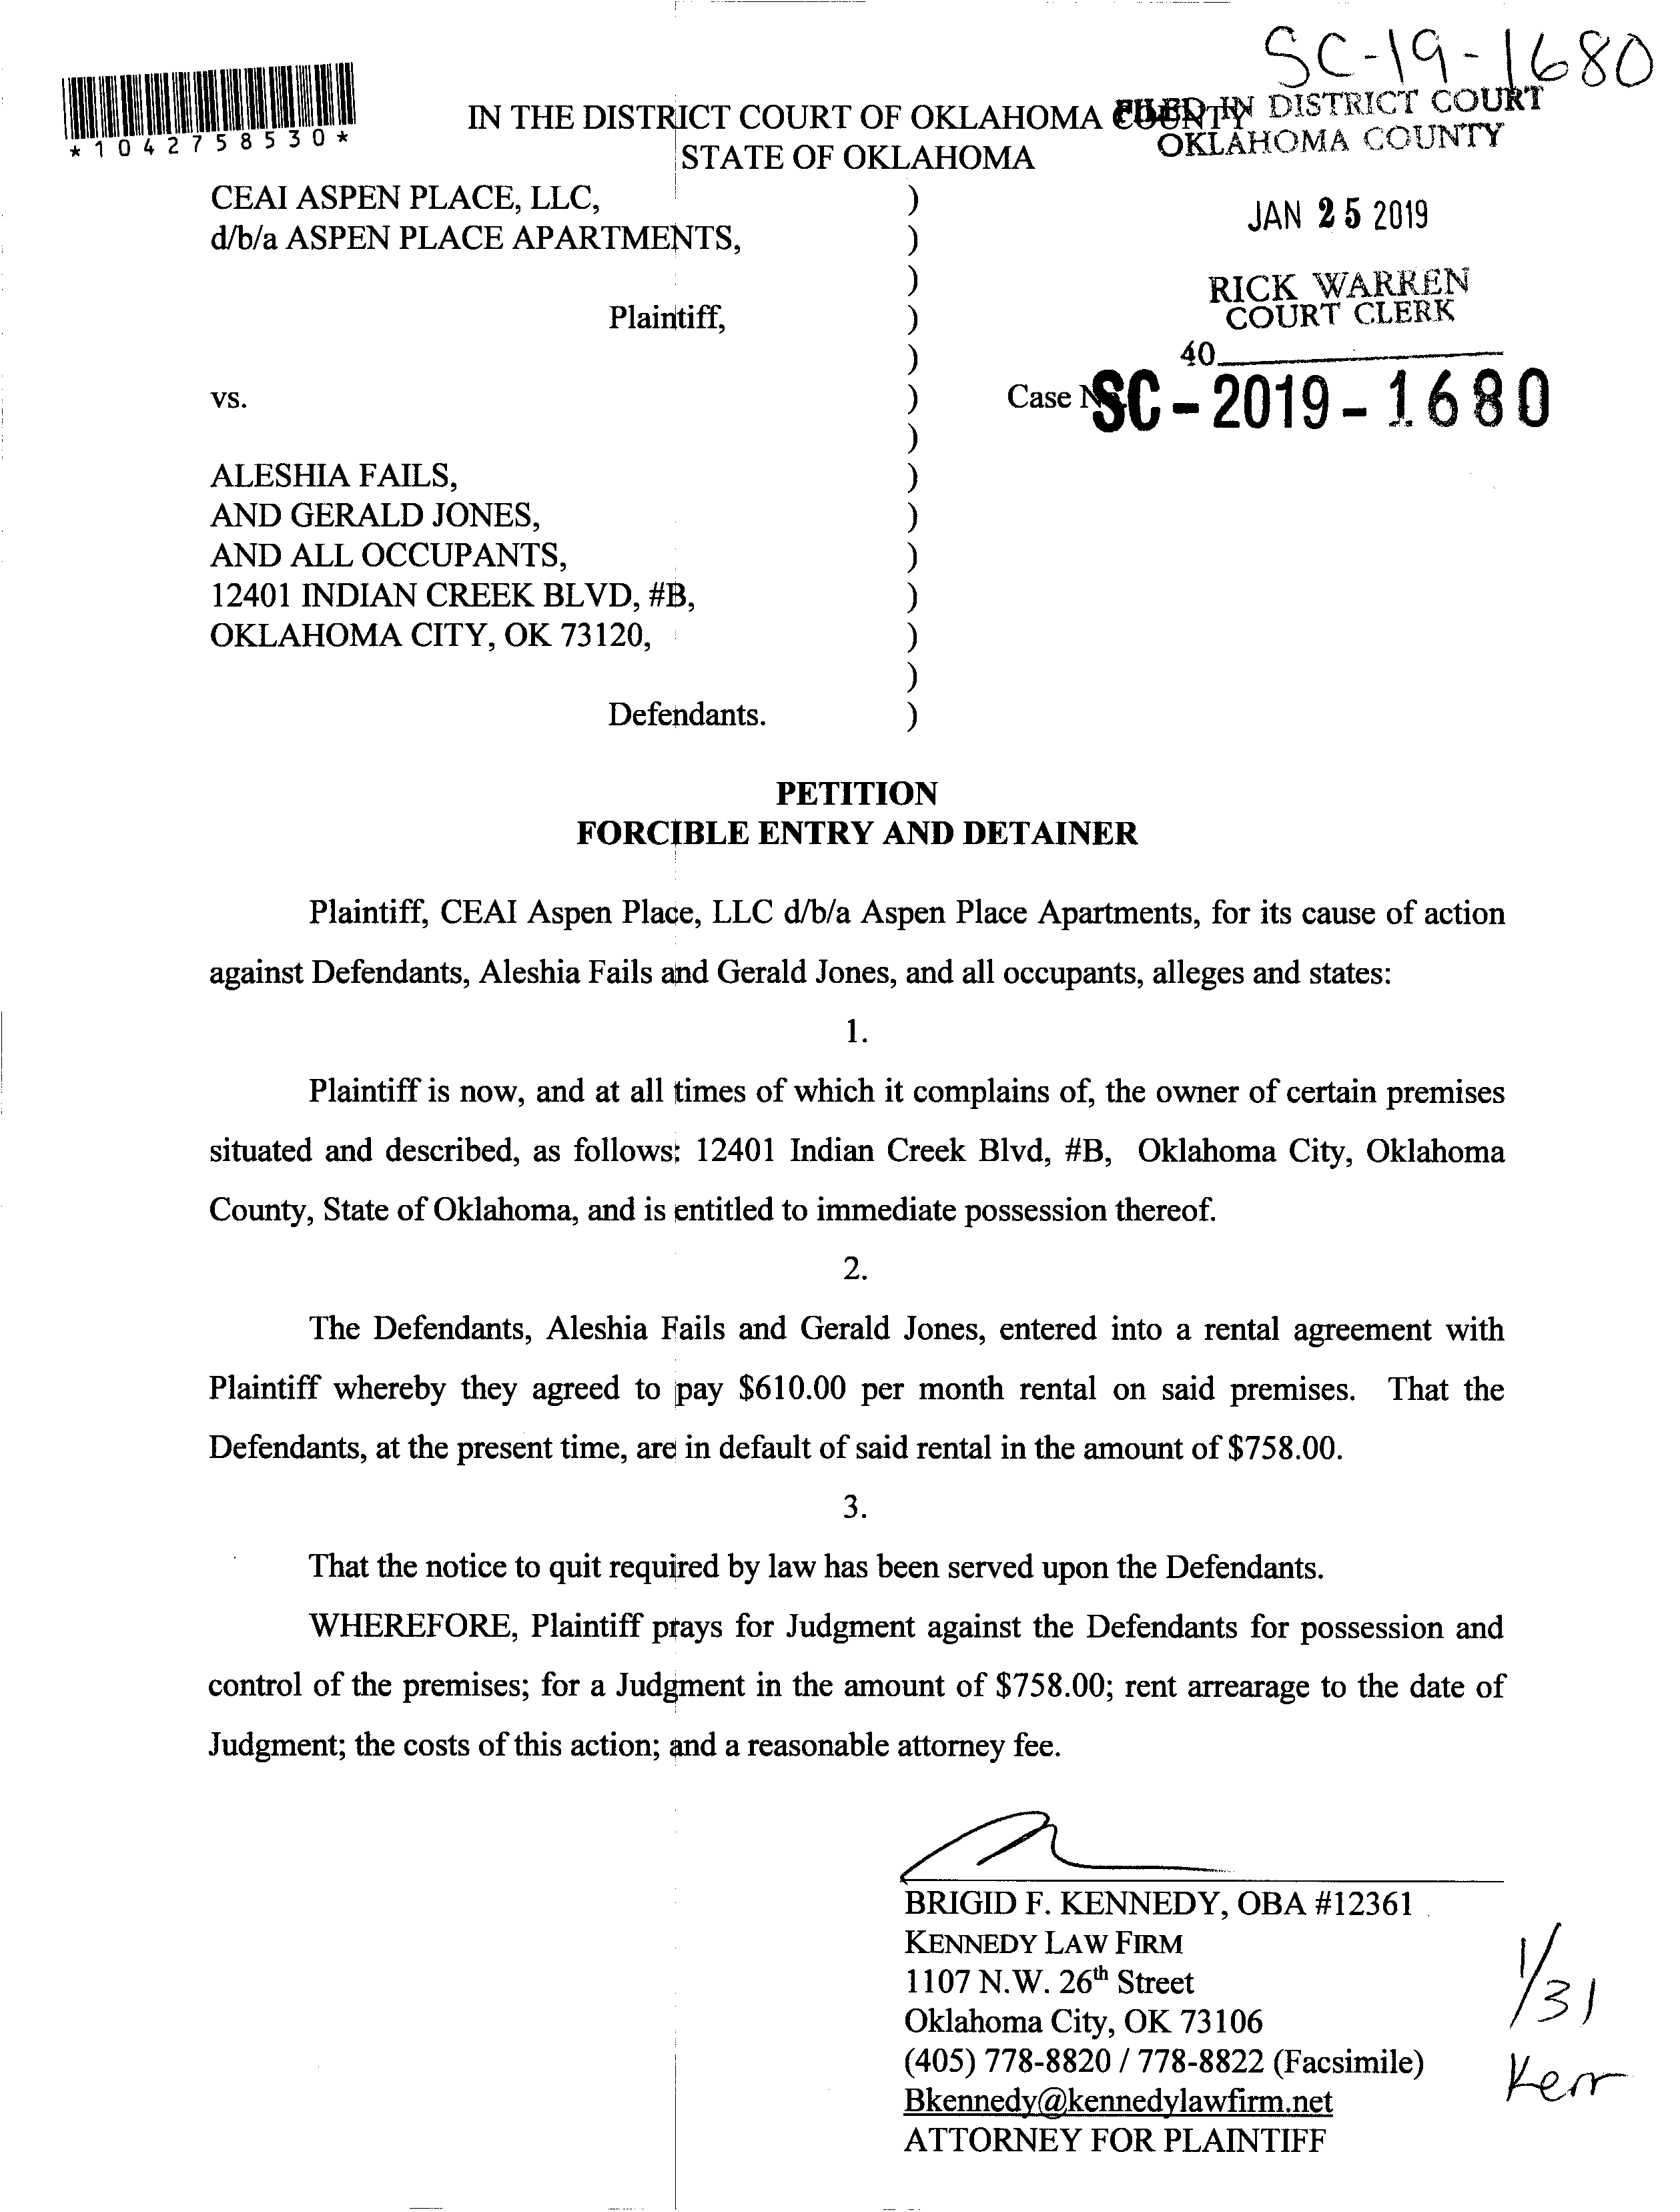 SC-19-1680
*1042758530*
IN THE DISTRICT COURT OF OKLAHOMA COUNTY
FILED IN DISTRICT COURT
STATE OF OKLAHOMA
OKLAHOMA COUNTY
CEAI ASPEN PLACE, LLC, )
d/b/a ASPEN PLACE APARTMENTS, )
JAN 25 2019
)
RICK WARREN
Plaintiff, )
COURT CLERK
)
40
vs. )
Case No. SC-2019-1680
)
ALESHIA FAILS, )
AND GERALD JONES, )
AND ALL OCCUPANTS, )
12401 INDIAN CREEK BLVD, #B, )
OKLAHOMA CITY, OK 73120, )
)
Defendants. )
PETITION
FORCIBLE ENTRY AND DETAINER
Plaintiff, CEAI Aspen Place, LLC d/b/a Aspen Place Apartments, for its cause of action
against Defendants, Aleshia Fails and Gerald Jones, and all occupants, alleges and states:
1.
Plaintiff is now, and at all times of which it complains of, the owner of certain premises
situated and described, as follows: 12401 Indian Creek Blvd, #B, Oklahoma City, Oklahoma
County, State of Oklahoma, and is entitled to immediate possession thereof.
2.
The Defendants, Aleshia Fails and Gerald Jones, entered into a rental agreement with
Plaintiff whereby they agreed to pay $610.00 per month rental on said premises. That the
Defendants, at the present time, are in default of said rental in the amount of $758.00.
3.
That the notice to quit required by law has been served upon the Defendants.
WHEREFORE, Plaintiff prays for Judgment against the Defendants for possession and
control of the premises; for a Judgment in the amount of $758.00; rent arrearage to the date of
Judgment; the costs of this action; and a reasonable attorney fee.
BRIGID F. KENNEDY, OBA #12361
KENNEDY LAW FIRM
1107 N.W. 26th Street
Oklahoma City, OK 73106
(405) 778-8820 / 778-8822 (Facsimile)
Bkennedy@kennedylawfirm.net
ATTORNEY FOR PLAINTIFF
1/31
Kerr